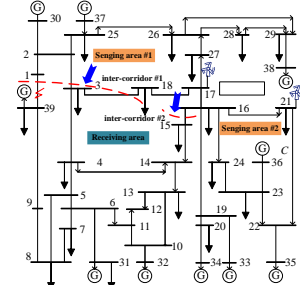 G G
30 37
25 26 28 29
2 Senging area #1 27
G
38
1 inter-corridor #1
G 3 18 17
39 21
inter-corridor #2 16
15 Senging area #2
Receiving area
C
G
4 14 24 36
13 23
5 12
9 6 19 22
11 20
7 10
8 31 32 34 33 35
G G G G G